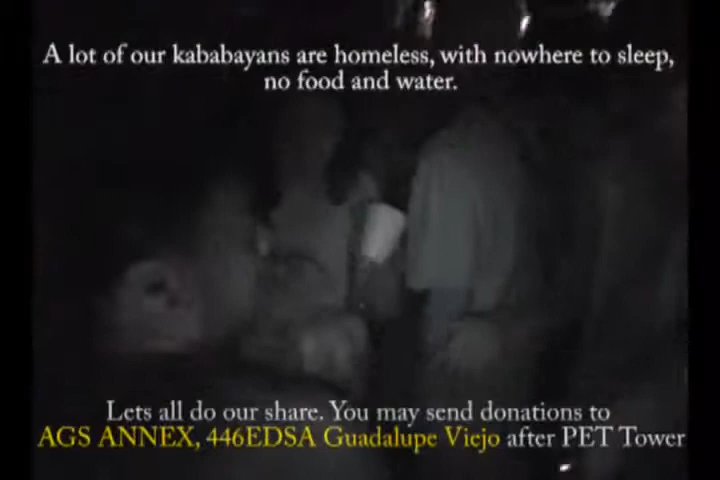 A lot of our kababayans are homeless, with nowhere to sleep,
no food and water.
Lets all do our share. You may send donations to
AGS ANNEX, 446EDSA Guadalupe Viejo after PET Tower